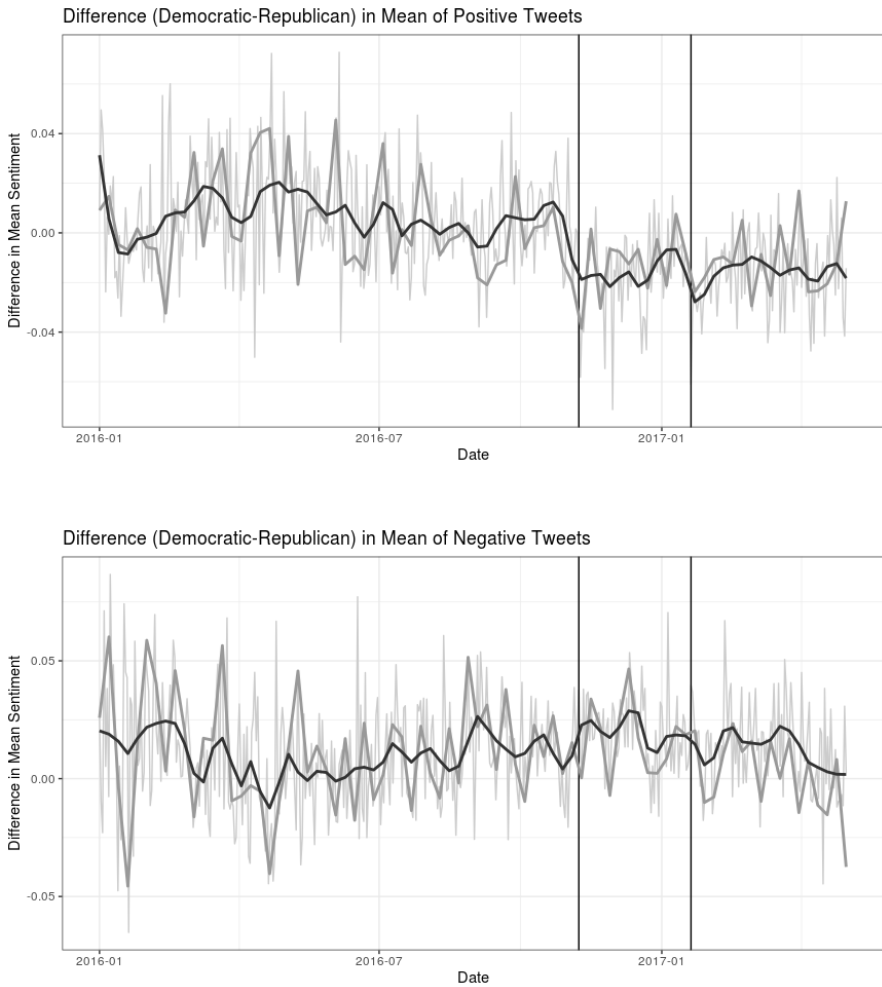 Difference (Democratic-Republican) in Mean of Positive Tweets
Difference in Mean Sentiment
0.04
0.00
-0.04
2016-01
2016-07
2017-01
Date
Difference (Democratic-Republican) in Mean of Negative Tweets
Difference in Mean Sentiment
0.05
0.00
-0.05
2016-01
2016-07
2017-01
Date